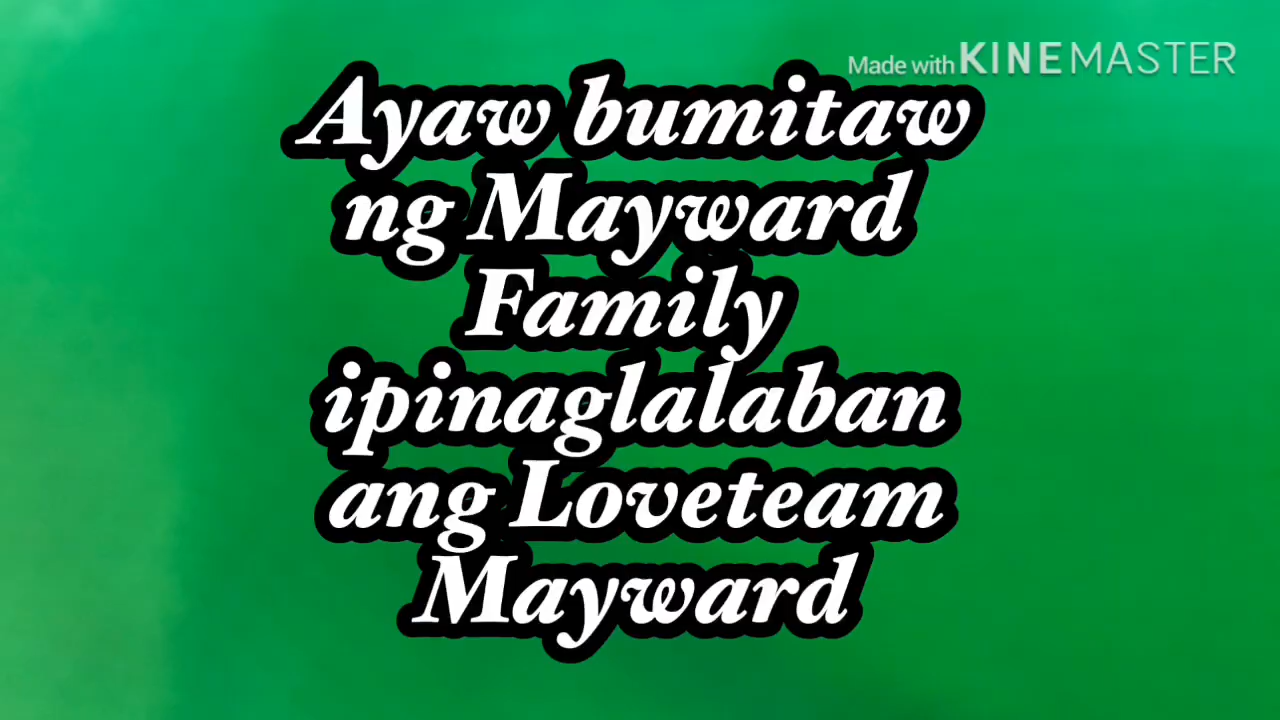 Made with KINEMASTER
Ayaw bumitaw
ng Mayward
Family
ipinaglalaban
ang Loveteam
Mayward